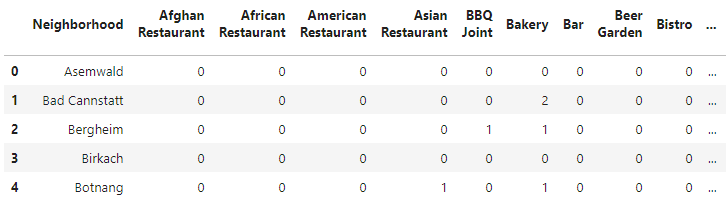 Neighborhood Afghan Restaurant African Restaurant American Restaurant Asian Restaurant BBQ Joint Bakery Bar Beer Garden Bistro ...
0 Asemwald 0 0 0 0 0 0 0 0 0 ...
1 Bad Cannstatt 0 0 0 0 0 2 0 0 0 ...
2 Bergheim 0 0 0 0 1 1 0 0 0 ...
3 Birkach 0 0 0 0 0 0 0 0 0 ...
4 Botnang 0 0 0 1 0 1 0 0 0 ...